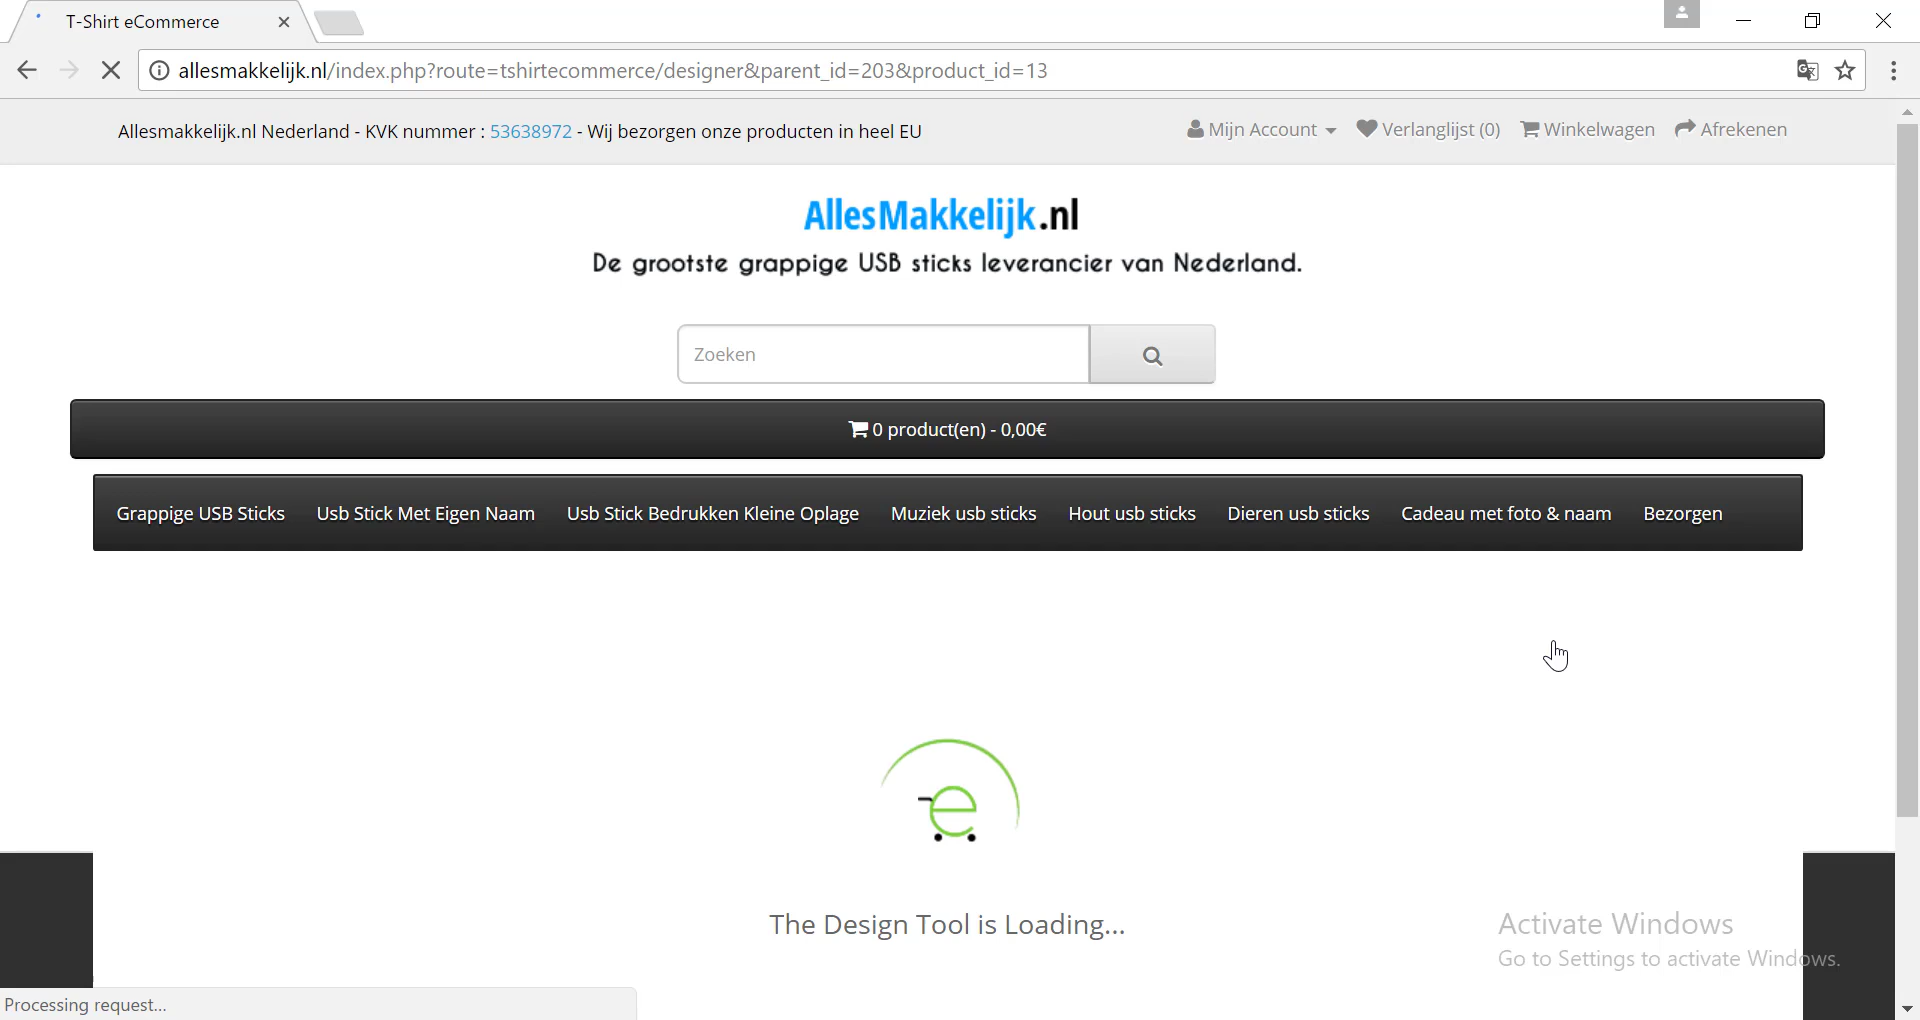 T-Shirt eCommerce
allesmakkelijk.nl/index.php?route=tshirtecommerce/designer&parent_id=203&product_id=13
Allesmakkelijk.nl Nederland - KVK nummer : 53638972 - Wij bezorgen onze producten in heel EU
Mijn Account Verlanglijst (0) Winkelwagen Afrekenen
AllesMakkelijk.nl
De grootste grappige USB sticks leverancier van Nederland.
Zoeken
0 product(en) - 0,00€
Grappige USB Sticks Usb Stick Met Eigen Naam Usb Stick Bedrukken Kleine Oplage Muziek usb sticks Hout usb sticks Dieren usb sticks Cadeau met foto & naam Bezorgen
e
The Design Tool is Loading...
Activate Windows
Go to Settings to activate Windows.
Processing request...